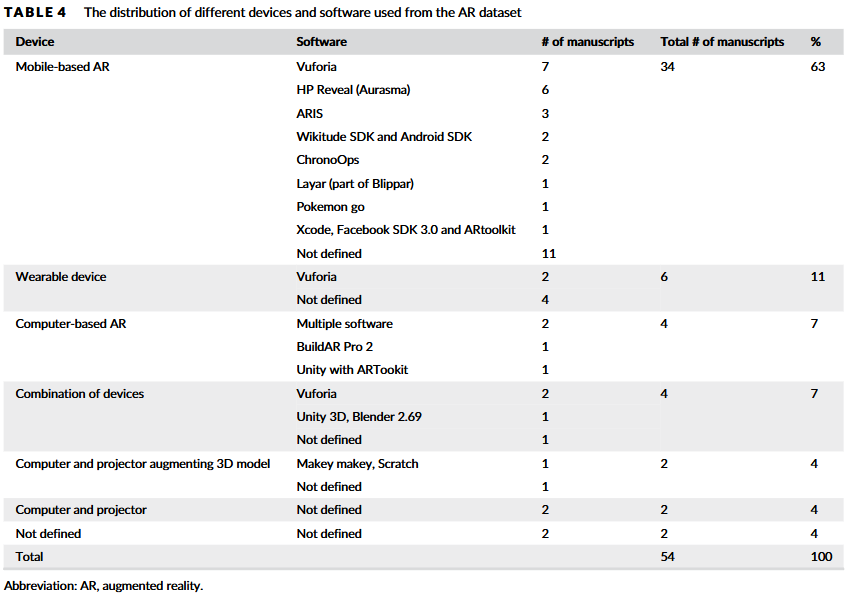 TABLE 4 The distribution of different devices and software used from the AR dataset
Device Software # of manuscripts Total # of manuscripts %
Mobile-based AR Vuforia 7 34 63
HP Reveal (Aurasma) 6
ARIS 3
Wikitude SDK and Android SDK 2
ChronoOps 2
Layar (part of Blippar) 1
Pokemon go 1
Xcode, Facebook SDK 3.0 and ARtoolkit 1
Not defined 11
Wearable device Vuforia 2 6 11
Not defined 4
Computer-based AR Multiple software 2 4 7
BuildAR Pro 2 1
Unity with ARTookit 1
Combination of devices Vuforia 2 4 7
Unity 3D, Blender 2.69 1
Not defined 1
Computer and projector augmenting 3D model Makey makey, Scratch 1 2 4
Not defined 1
Computer and projector Not defined 2 2 4
Not defined Not defined 2 2 4
Total 54 100
Abbreviation: AR, augmented reality.